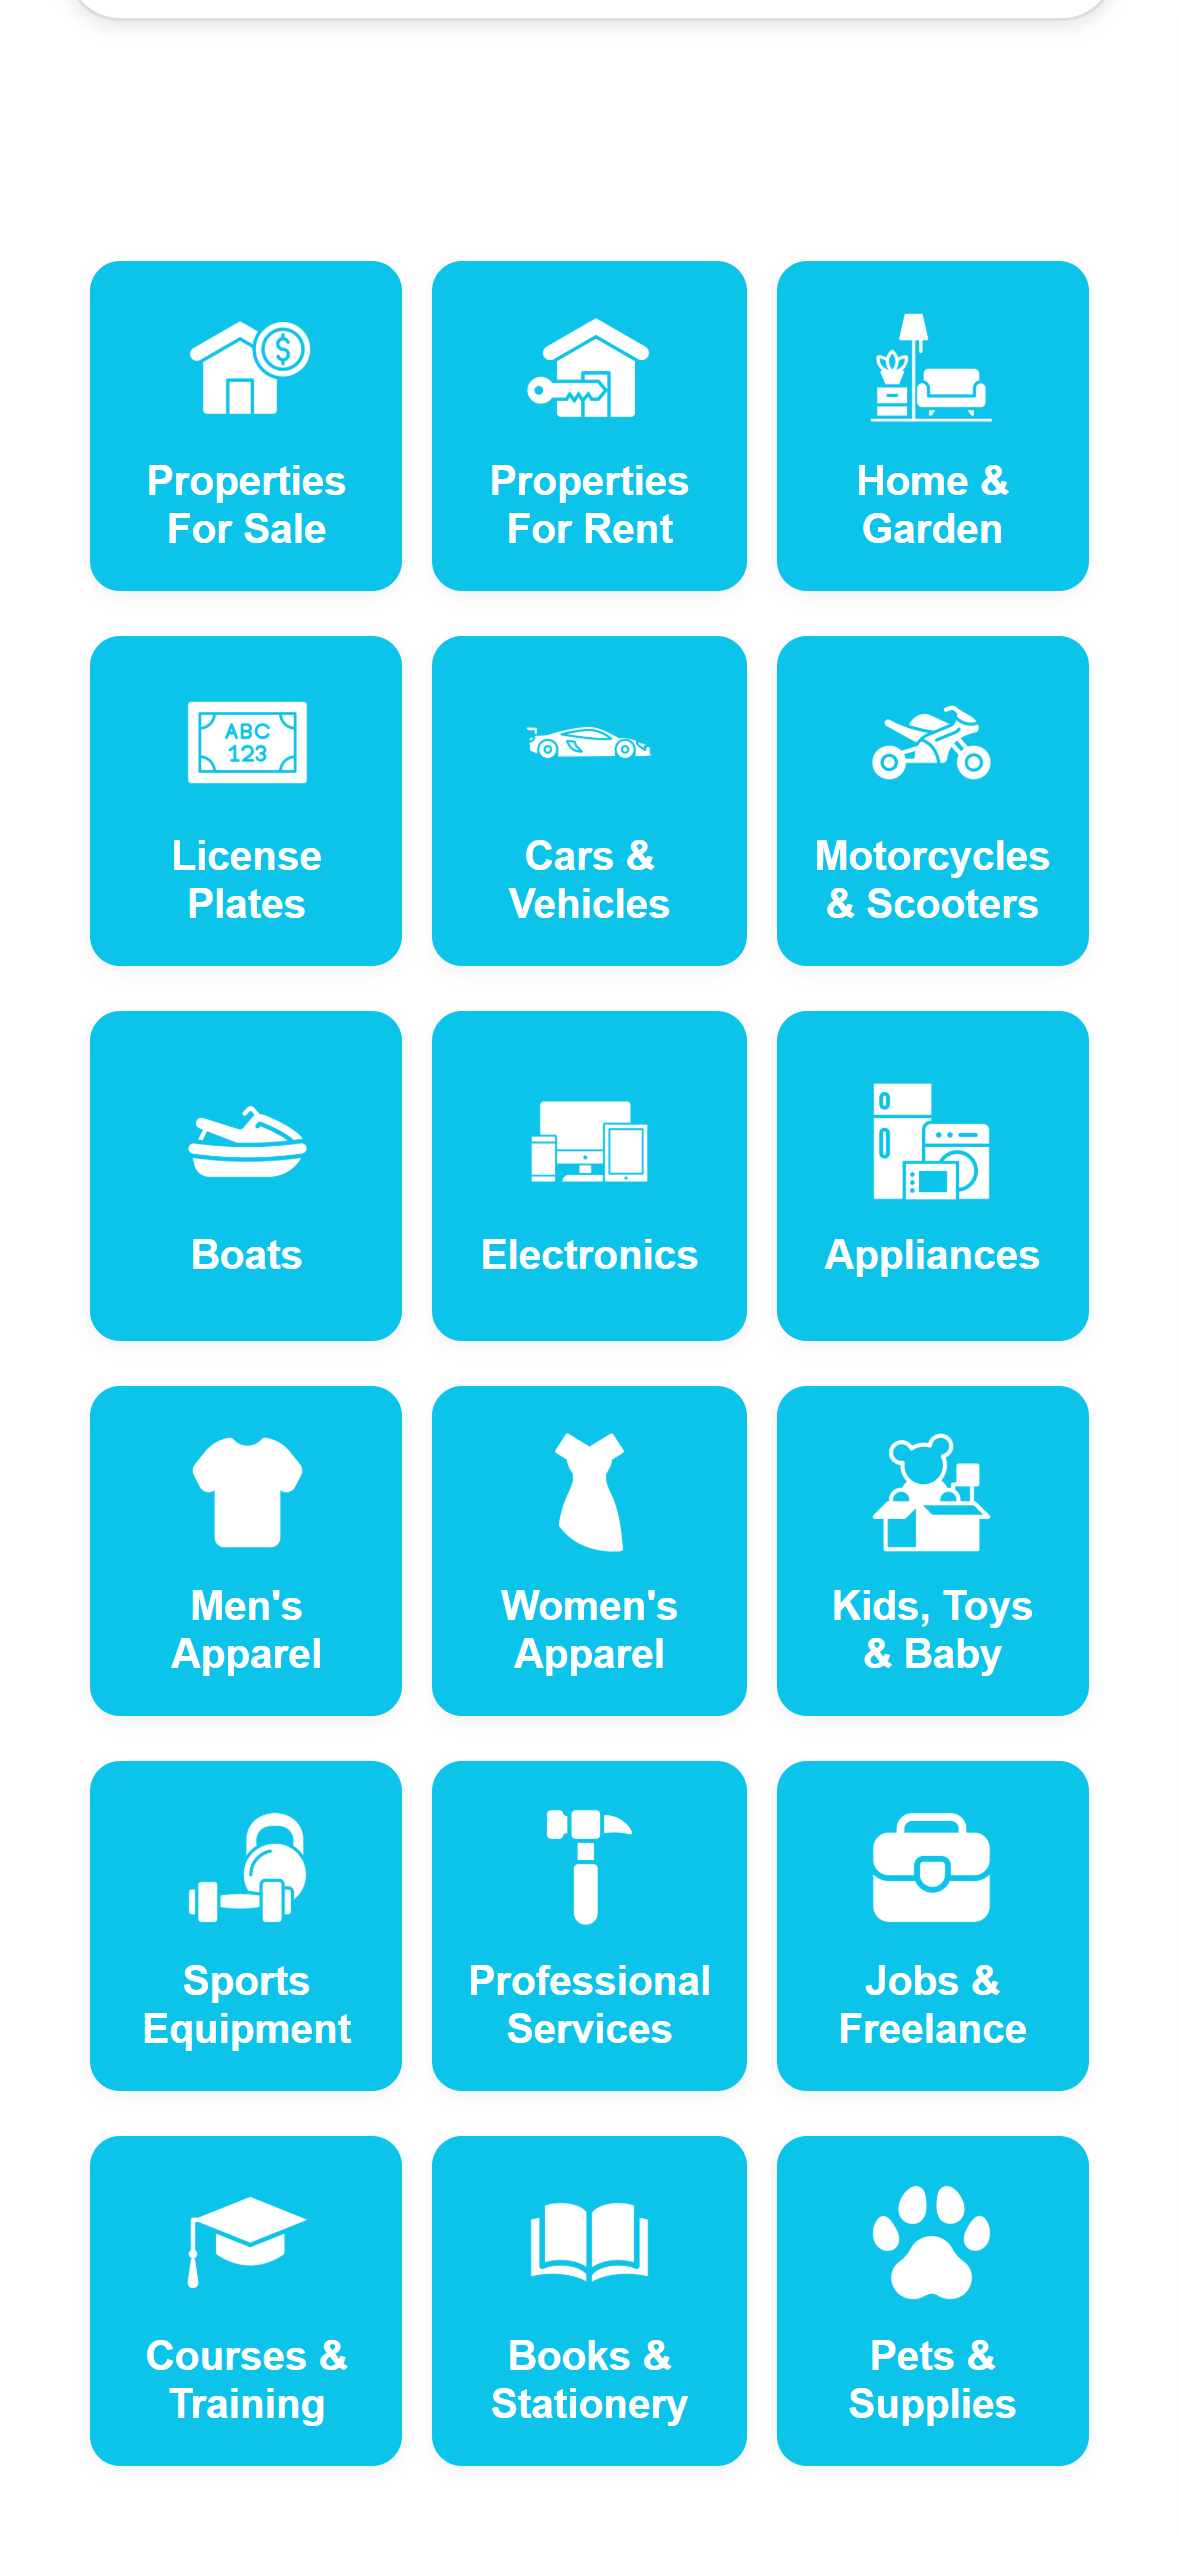 $
Properties
For Sale
Properties
For Rent
Home &
Garden
ABC
123
License
Plates
Cars &
Vehicles
Motorcycles
& Scooters
Boats
Electronics
Appliances
Men's
Apparel
Women's
Apparel
Kids, Toys
& Baby
Sports
Equipment
Professional
Services
Jobs &
Freelance
Courses &
Training
Books &
Stationery
Pets &
Supplies